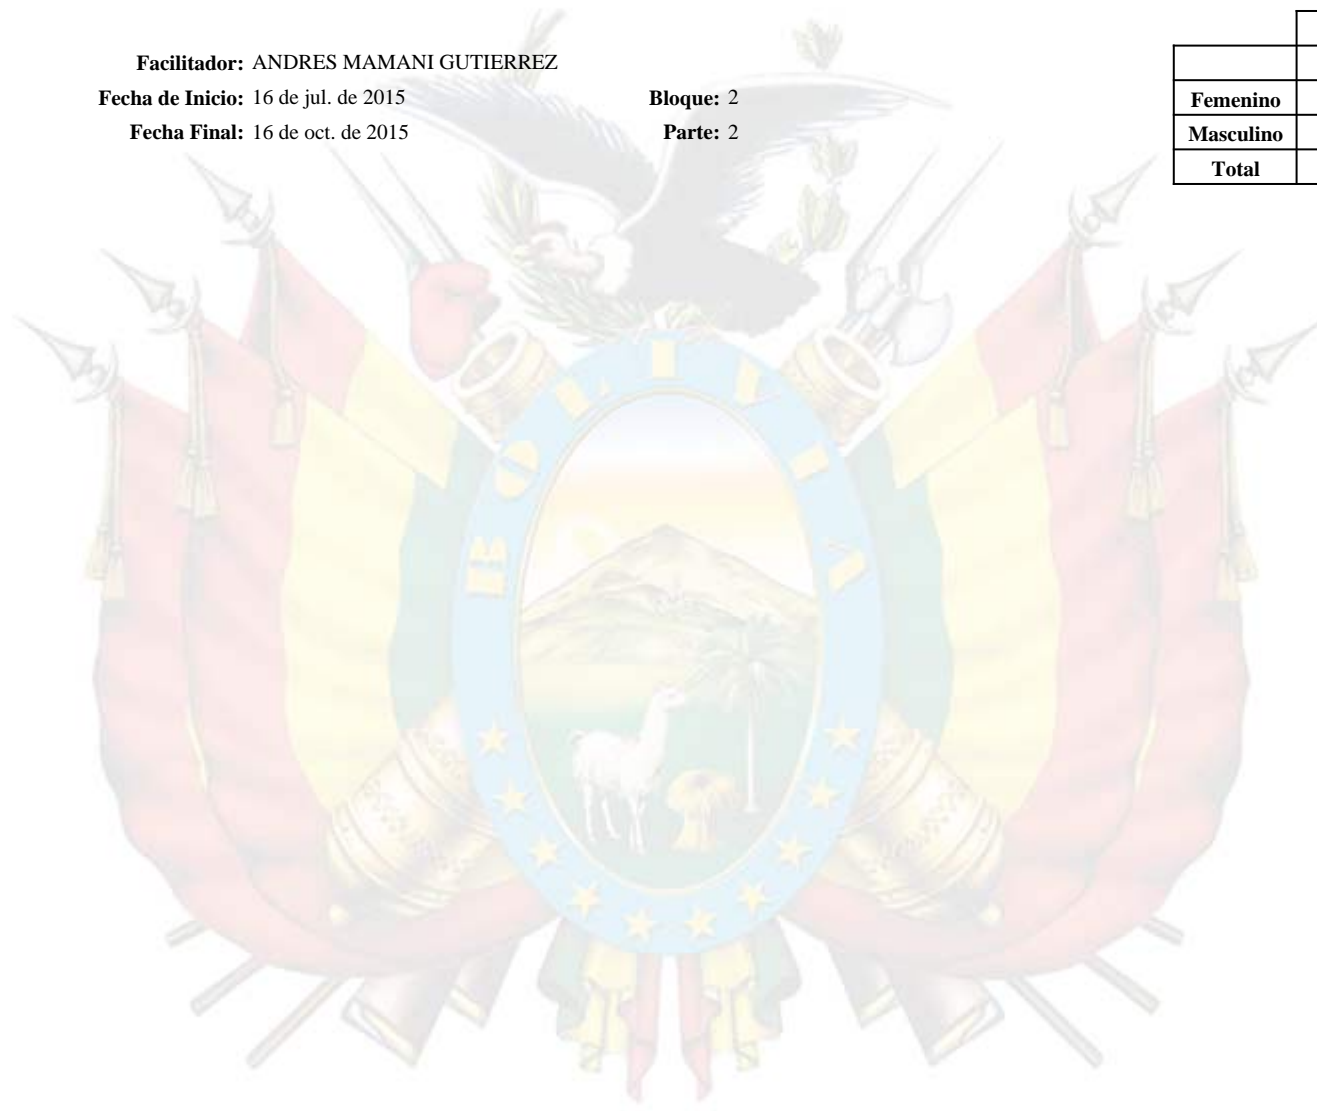 Facilitador: ANDRES MAMANI GUTIERREZ
Fecha de Inicio: 16 de jul. de 2015 Bloque: 2
Fecha Final: 16 de oct. de 2015 Parte: 2
Femenino
Masculino
Total
BOLIVIA